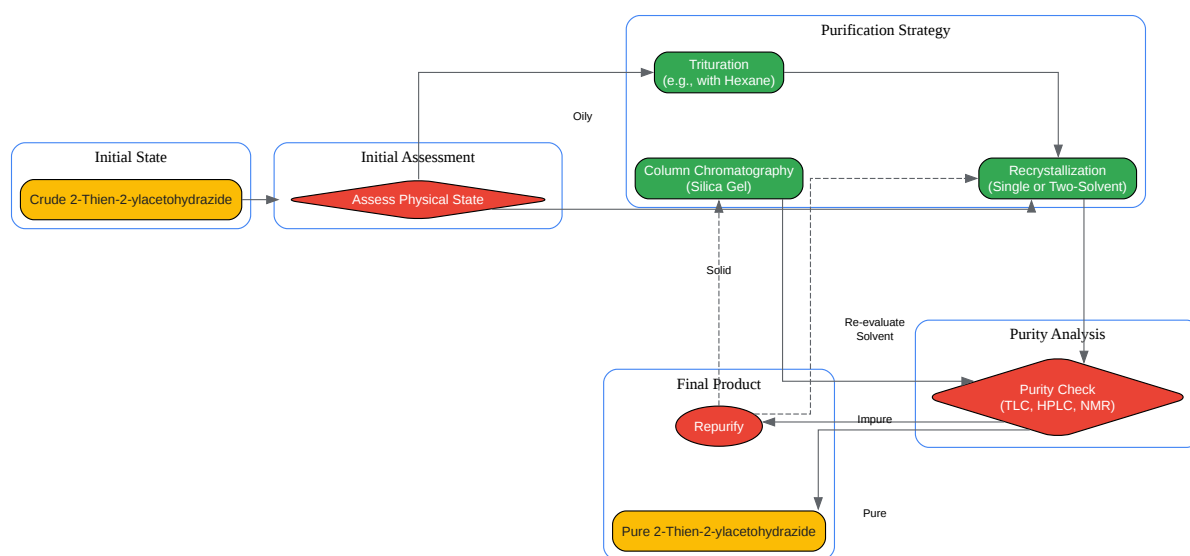 Purification Strategy
Trituration
(e.g., with Hexane)
Oily
Initial State
Initial Assessment
Crude 2-Thien-2-ylacetohydrazide
Assess Physical State
Column Chromatography
(Silica Gel)
Recrystallization
(Single or Two-Solvent)
Solid
Re-evaluate
Solvent
Purity Analysis
Final Product
Purity Check
(TLC, HPLC, NMR)
Repurify
Impure
Pure
Pure 2-Thien-2-ylacetohydrazide